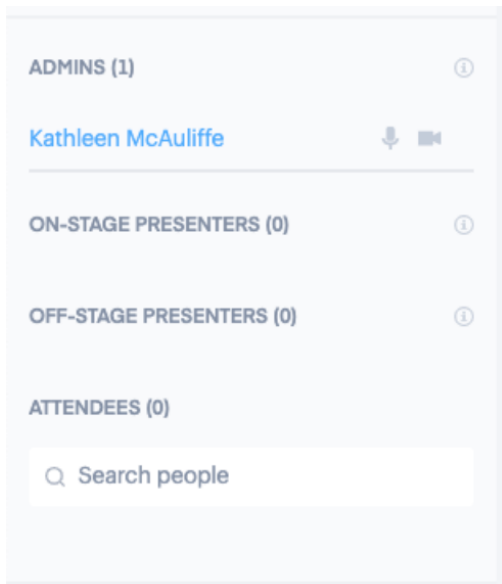 ADMINS (1)
Kathleen McAuliffe
ON-STAGE PRESENTERS (0)
OFF-STAGE PRESENTERS (0)
ATTENDEES (0)
Search people